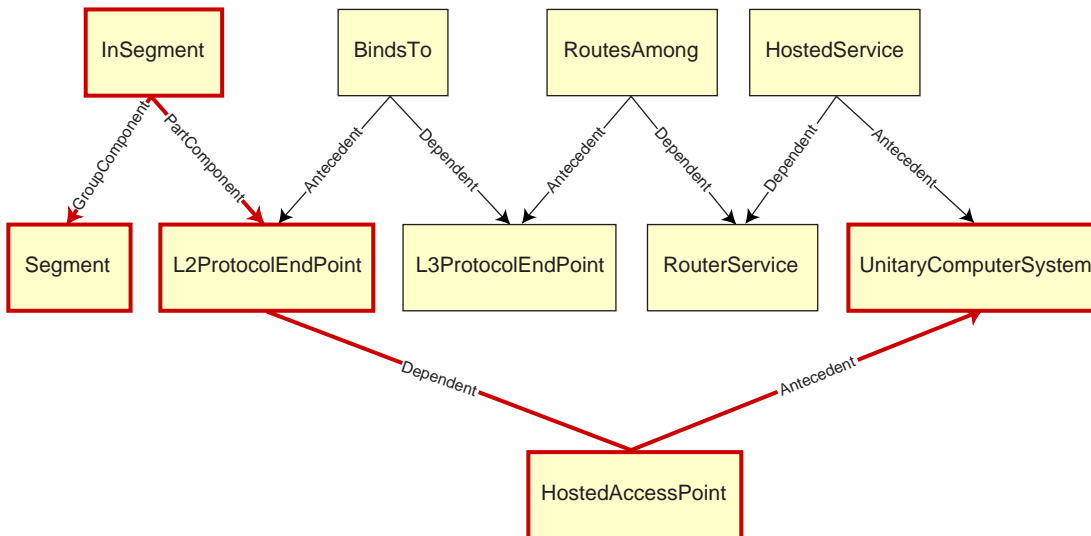 InSegment
BindsTo
RoutesAmong
HostedService
GroupComponent
PartComponent
Antecedent
Dependent
Antecedent
Dependent
Dependent
Antecedent
Segment
L2ProtocolEndPoint
L3ProtocolEndPoint
RouterService
UnitaryComputerSystem
Dependent
Antecedent
HostedAccessPoint